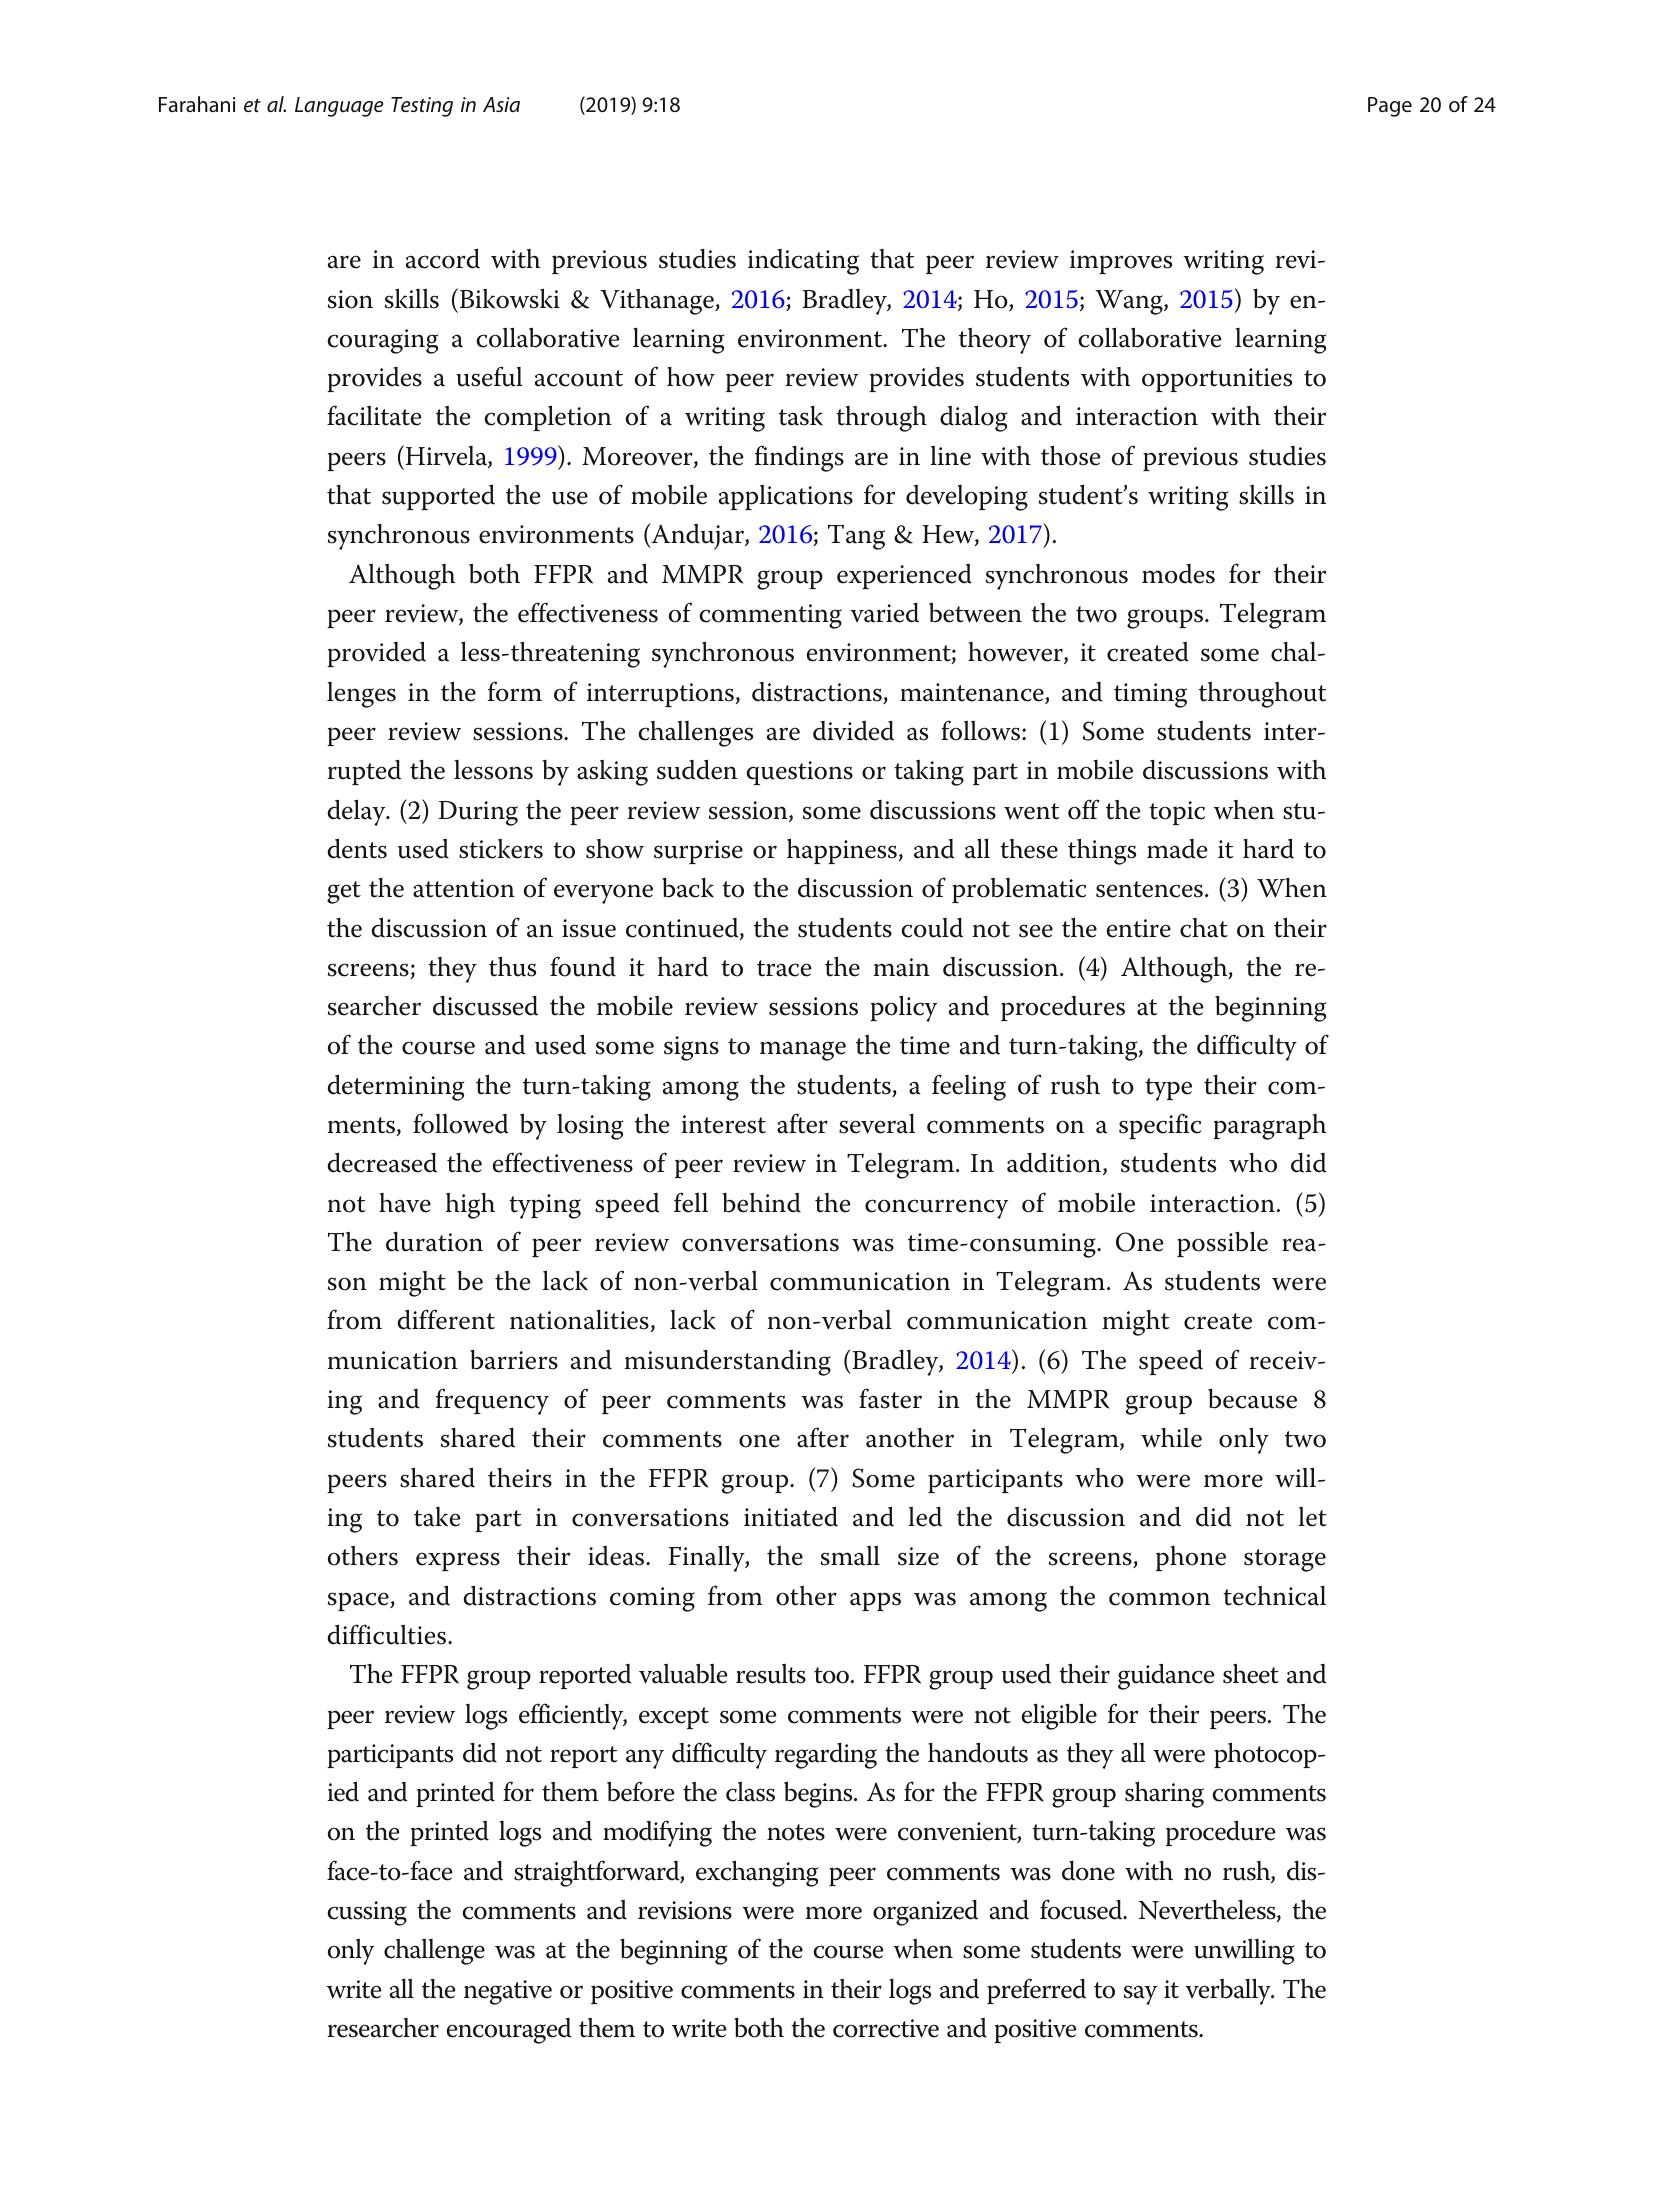 Farahani et al. Language Testing in Asia (2019) 9:18 Page 20 of 24
are in accord with previous studies indicating that peer review improves writing revi-
sion skills (Bikowski & Vithanage, 2016; Bradley, 2014; Ho, 2015; Wang, 2015) by en-
couraging a collaborative learning environment. The theory of collaborative learning
provides a useful account of how peer review provides students with opportunities to
facilitate the completion of a writing task through dialog and interaction with their
peers (Hirvela, 1999). Moreover, the findings are in line with those of previous studies
that supported the use of mobile applications for developing student's writing skills in
synchronous environments (Andujar, 2016; Tang & Hew, 2017).
Although both FFPR and MMPR group experienced synchronous modes for their
peer review, the effectiveness of commenting varied between the two groups. Telegram
provided a less-threatening synchronous environment; however, it created some chal-
lenges in the form of interruptions, distractions, maintenance, and timing throughout
peer review sessions. The challenges are divided as follows: (1) Some students inter-
rupted the lessons by asking sudden questions or taking part in mobile discussions with
delay. (2) During the peer review session, some discussions went off the topic when stu-
dents used stickers to show surprise or happiness, and all these things made it hard to
get the attention of everyone back to the discussion of problematic sentences. (3) When
the discussion of an issue continued, the students could not see the entire chat on their
screens; they thus found it hard to trace the main discussion. (4) Although, the re-
searcher discussed the mobile review sessions policy and procedures at the beginning
of the course and used some signs to manage the time and turn-taking, the difficulty of
determining the turn-taking among the students, a feeling of rush to type their com-
ments, followed by losing the interest after several comments on a specific paragraph
decreased the effectiveness of peer review in Telegram. In addition, students who did
not have high typing speed fell behind the concurrency of mobile interaction. (5)
The duration of peer review conversations was time-consuming. One possible rea-
son might be the lack of non-verbal communication in Telegram. As students were
from different nationalities, lack of non-verbal communication might create com-
munication barriers and misunderstanding (Bradley, 2014). (6) The speed of receiv-
ing and frequency of peer comments was faster in the MMPR group because 8
students shared their comments one after another in Telegram, while only two
peers shared theirs in the FFPR group. (7) Some participants who were more will-
ing to take part in conversations initiated and led the discussion and did not let
others express their ideas. Finally, the small size of the screens, phone storage
space, and distractions coming from other apps was among the common technical
difficulties.
The FFPR group reported valuable results too. FFPR group used their guidance sheet and
peer review logs efficiently, except some comments were not eligible for their peers. The
participants did not report any difficulty regarding the handouts as they all were photocop-
ied and printed for them before the class begins. As for the FFPR group sharing comments
on the printed logs and modifying the notes were convenient, turn-taking procedure was
face-to-face and straightforward, exchanging peer comments was done with no rush, dis-
cussing the comments and revisions were more organized and focused. Nevertheless, the
only challenge was at the beginning of the course when some students were unwilling to
write all the negative or positive comments in their logs and preferred to say it verbally. The
researcher encouraged them to write both the corrective and positive comments.